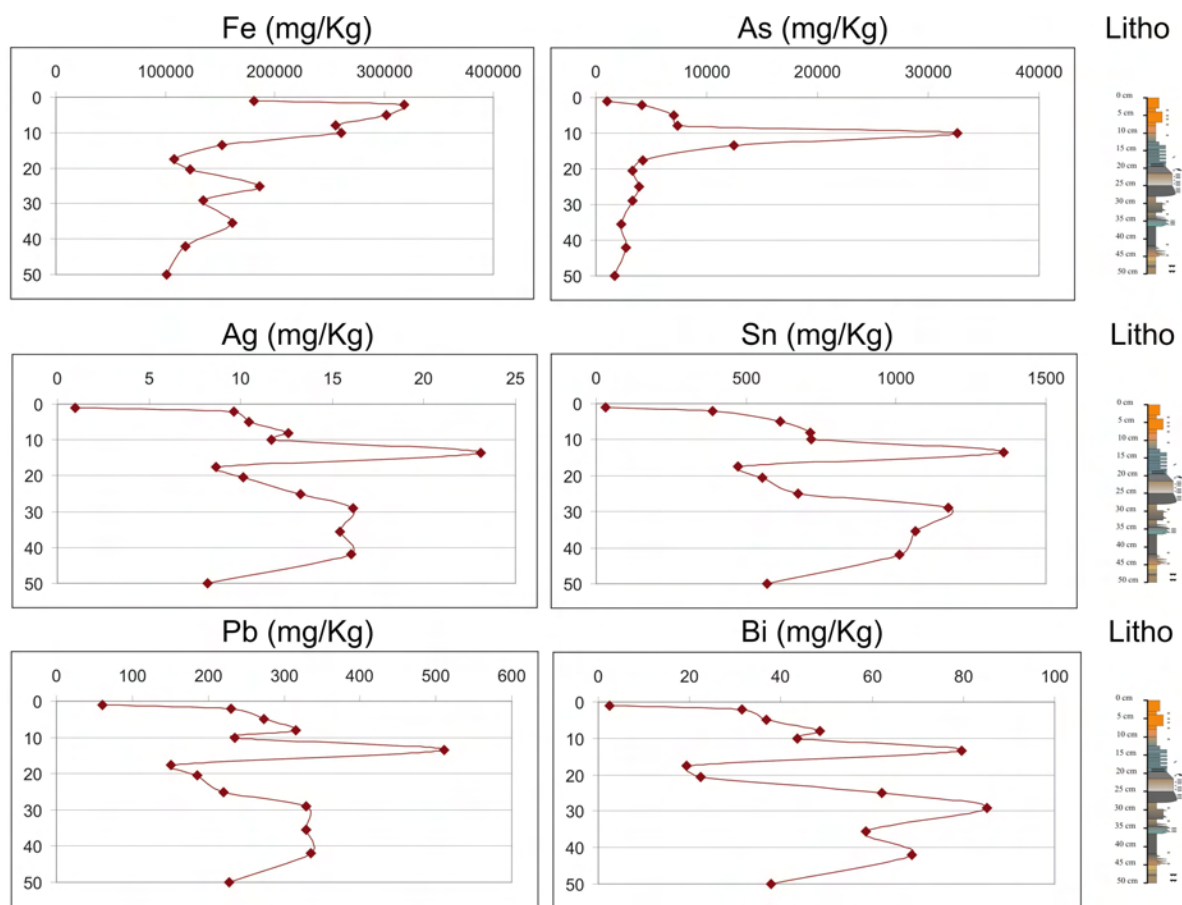 Fe (mg/Kg)
As (mg/Kg)
Litho
0 100000 200000 300000 400000
0 10000 20000 30000 40000
0
10
20
30
40
50
0
10
20
30
40
50
0 cm
5 cm
10 cm
15 cm
20 cm
25 cm
30 cm
35 cm
40 cm
45 cm
50 cm
Ag (mg/Kg)
Sn (mg/Kg)
Litho
0 5 10 15 20 25
0 500 1000 1500
0
10
20
30
40
50
0
10
20
30
40
50
0 cm
5 cm
10 cm
15 cm
20 cm
25 cm
30 cm
35 cm
40 cm
45 cm
50 cm
Pb (mg/Kg)
Bi (mg/Kg)
Litho
0 100 200 300 400 500 600
0 20 40 60 80 100
0
10
20
30
40
50
0
10
20
30
40
50
0 cm
5 cm
10 cm
15 cm
20 cm
25 cm
30 cm
35 cm
40 cm
45 cm
50 cm